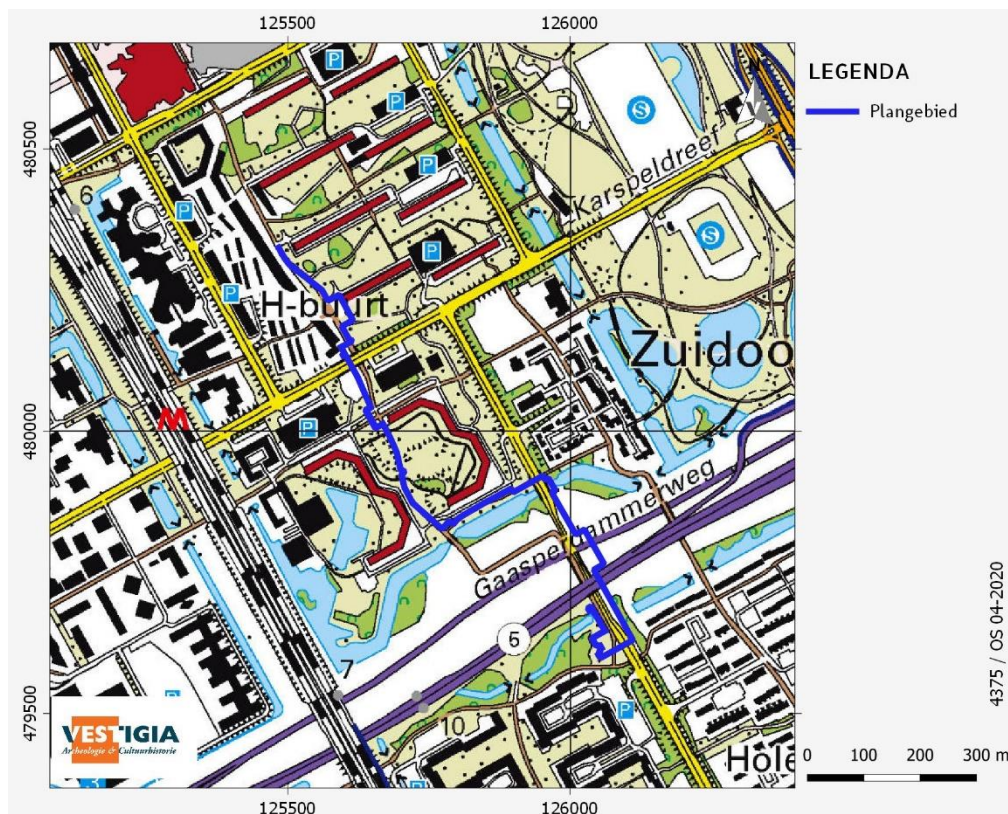 125500 126000
LEGENDA
Plangebied
480500
480000
479500
P
P
P
P
P
P
P
P
S
S
6
Karspeldreef
H-buurt
Zuidoo
M
Gaasperdammerweg
6
7
10
P
Hole
VESTIGIA
Archeologie & Cultuurhistorie
125500 126000
0 100 200 300 m
4375 / OS 04-2020